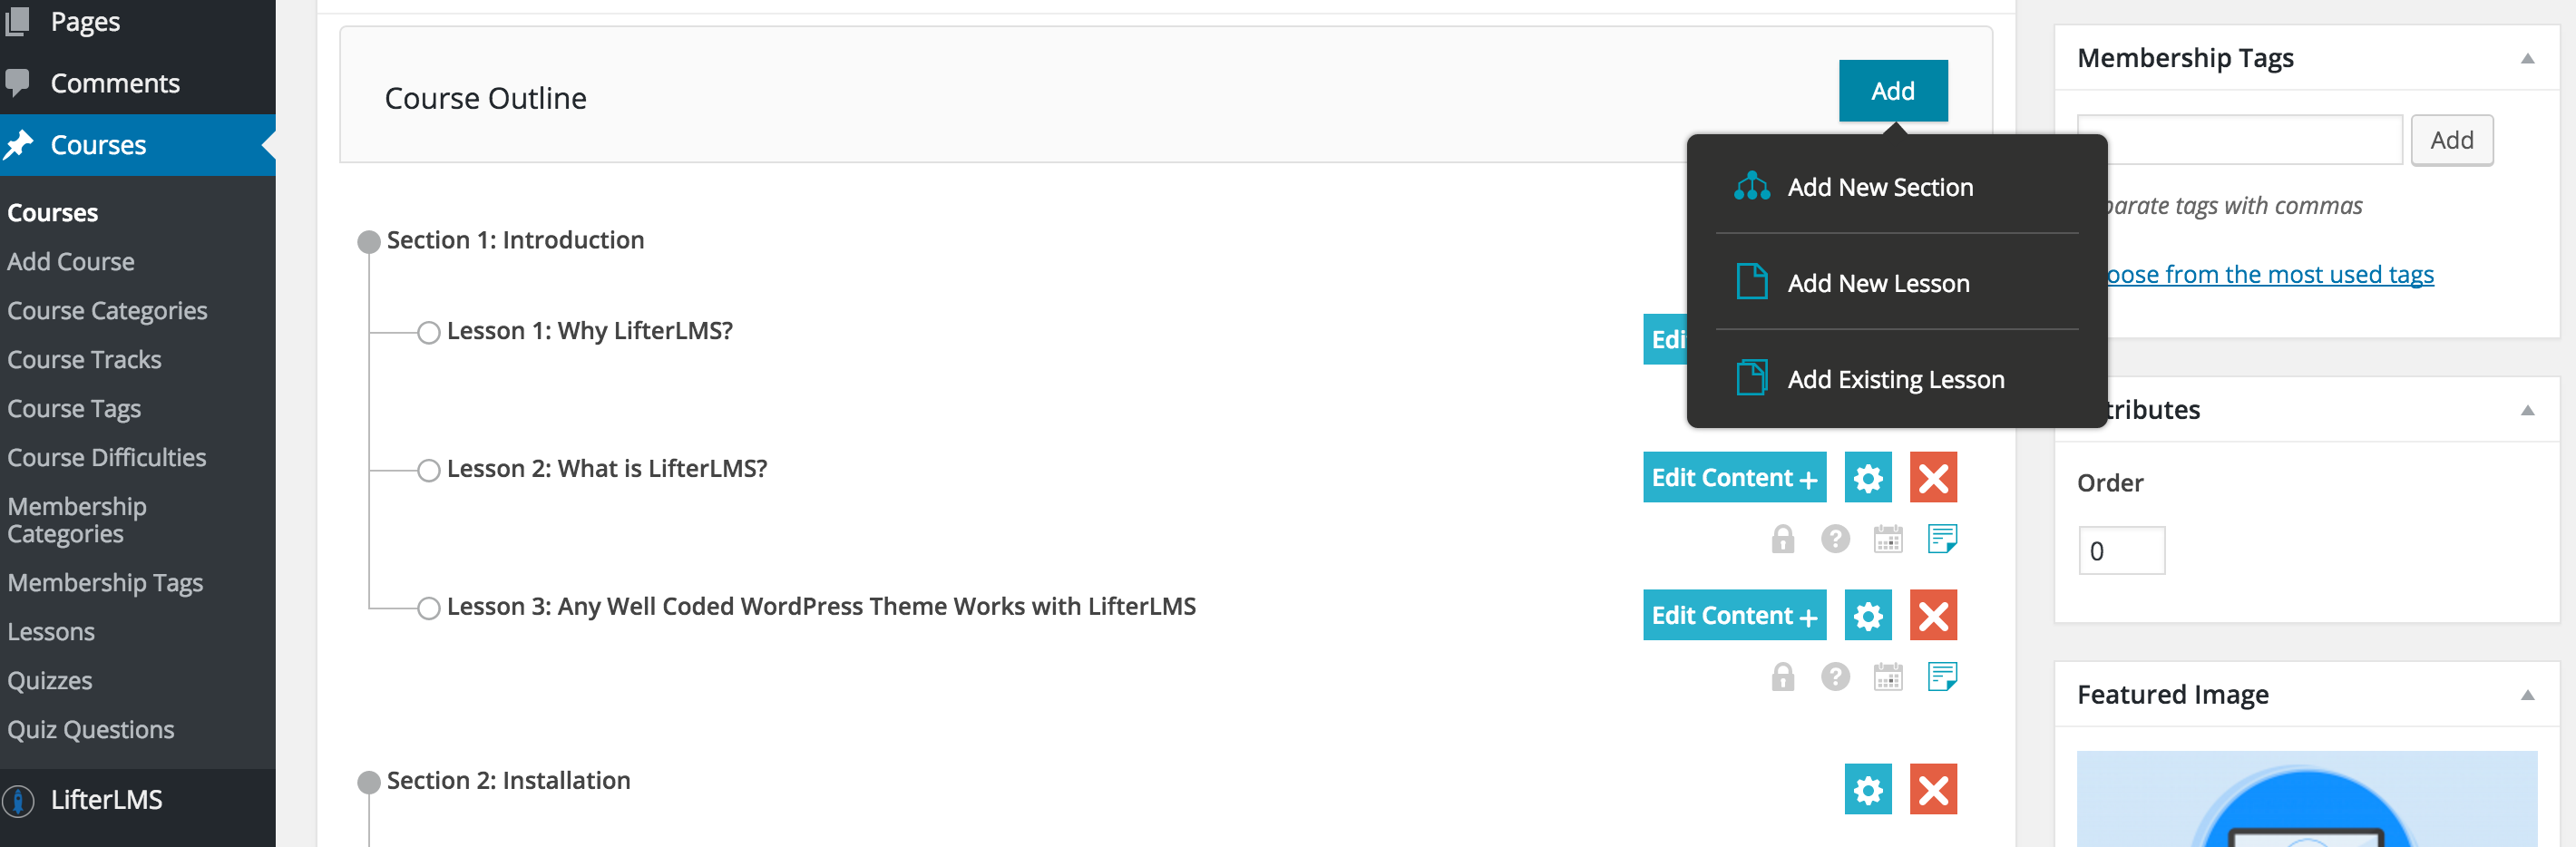 Pages
Comments
Courses
Courses
Add Course
Course Categories
Course Tracks
Course Tags
Course Difficulties
Membership
Categories
Membership Tags
Lessons
Quizzes
Quiz Questions
LifterLMS
Course Outline
Add
Add New Section
Add New Lesson
Add Existing Lesson
Section 1: Introduction
Lesson 1: Why LifterLMS?
Edi
Lesson 2: What is LifterLMS?
Edit Content +
Lesson 3: Any Well Coded WordPress Theme Works with LifterLMS
Edit Content +
Section 2: Installation
Membership Tags
Add
parate tags with commas
oose from the most used tags
tributes
Order
0
Featured Image